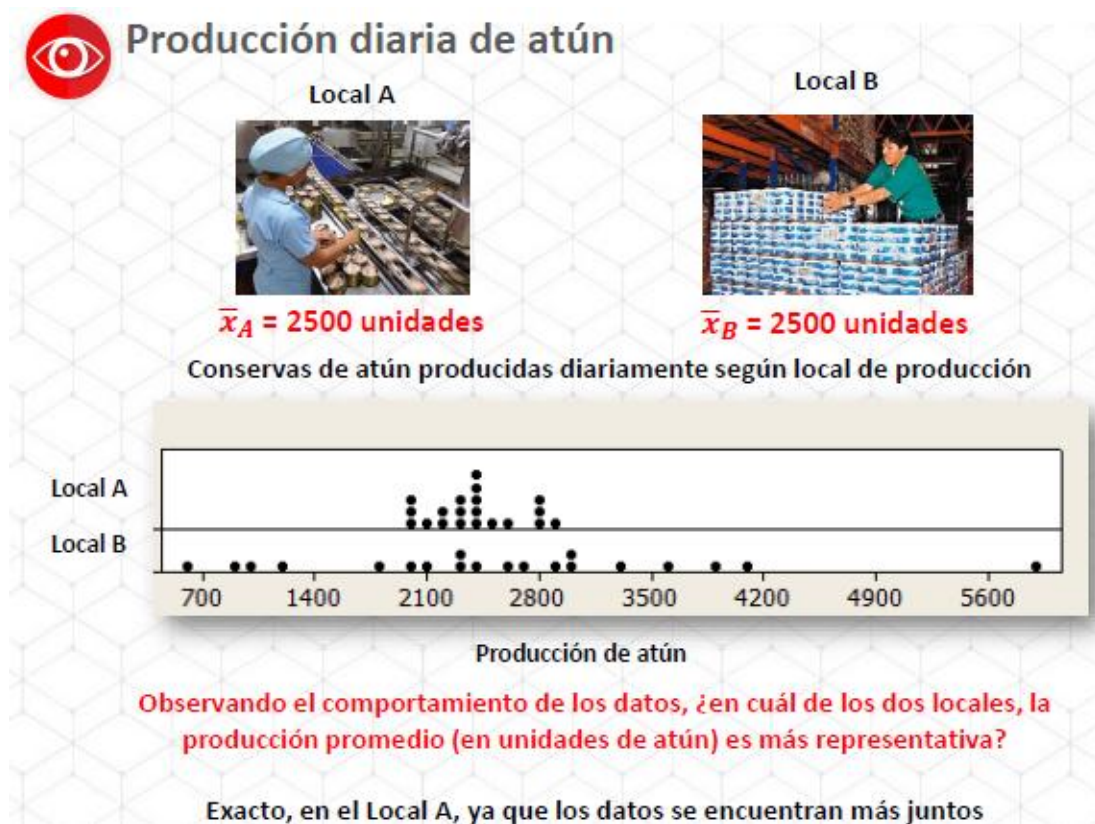 Producción diaria de atún
Local A
Local B
x̄A = 2500 unidades
x̄B = 2500 unidades
Conservas de atún producidas diariamente según local de producción
Local A
Local B
700 1400 2100 2800 3500 4200 4900 5600
Producción de atún
Observando el comportamiento de los datos, ¿en cuál de los dos locales, la
producción promedio (en unidades de atún) es más representativa?
Exacto, en el Local A, ya que los datos se encuentran más juntos